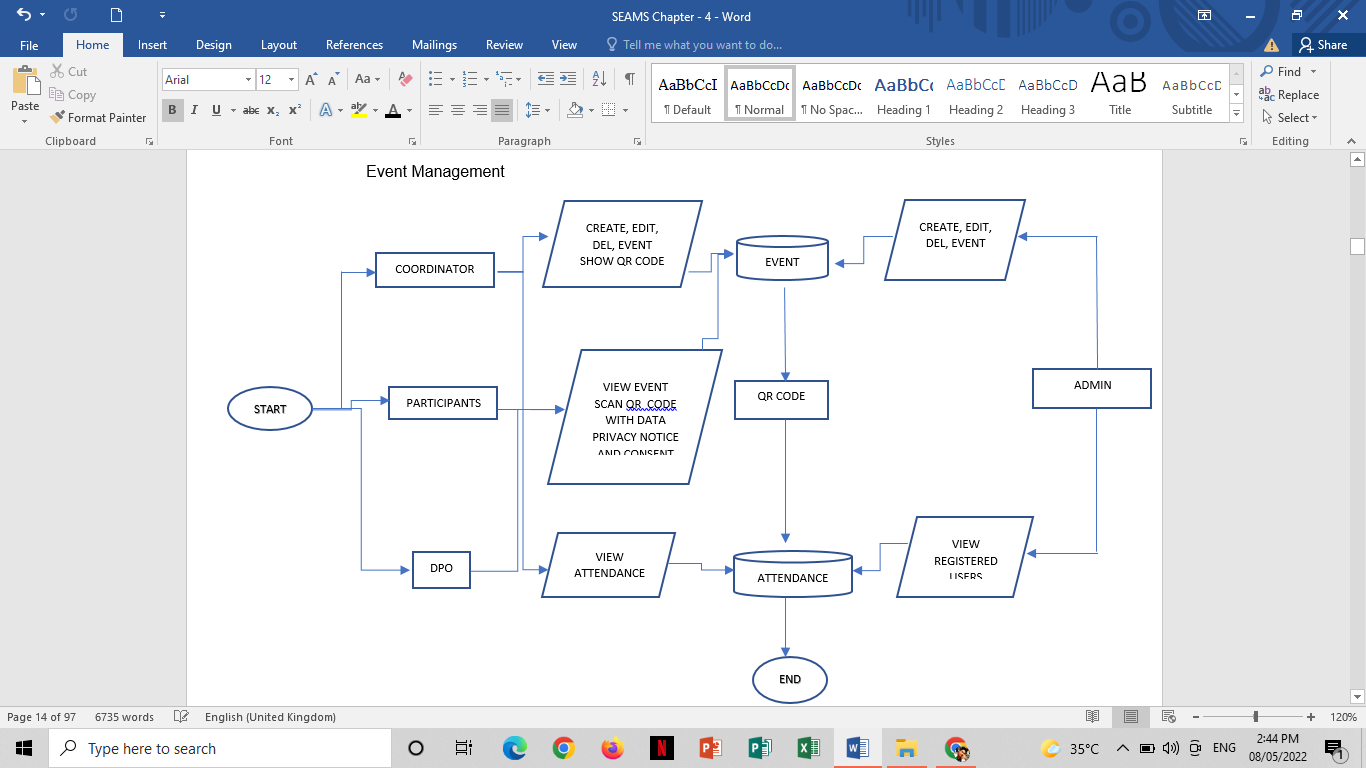 SEAMS Chapter - 4 - Word
File
Home
Insert
Design
Layout
References
Mailings
Review
View
Tell me what you want to do...
Share
Paste
Cut
Copy
Format Painter
Clipboard
Arial
12
Font
Paragraph
AaBbCcI
¶ Default
AaBbCcDc
¶ Normal
AaBbCcDc
¶ No Spac...
AaBbCc
Heading 1
AaBbCcE
Heading 2
AaBbCcD
Heading 3
AaB
Title
AaBbCcD
Subtitle
Styles
Find
Replace
Select
Editing
Event Management
CREATE, EDIT,
DEL, EVENT
SHOW QR CODE
EVENT
CREATE, EDIT,
DEL, EVENT
COORDINATOR
START
PARTICIPANTS
VIEW EVENT
SCAN QR CODE
WITH DATA
PRIVACY NOTICE
AND CONSENT
QR CODE
ADMIN
DPO
VIEW
ATTENDANCE
ATTENDANCE
VIEW
REGISTERED
USERS
END
Page 14 of 97
6735 words
English (United Kingdom)
120%
Type here to search
35°C
ENG
2:44 PM
08/05/2022
1